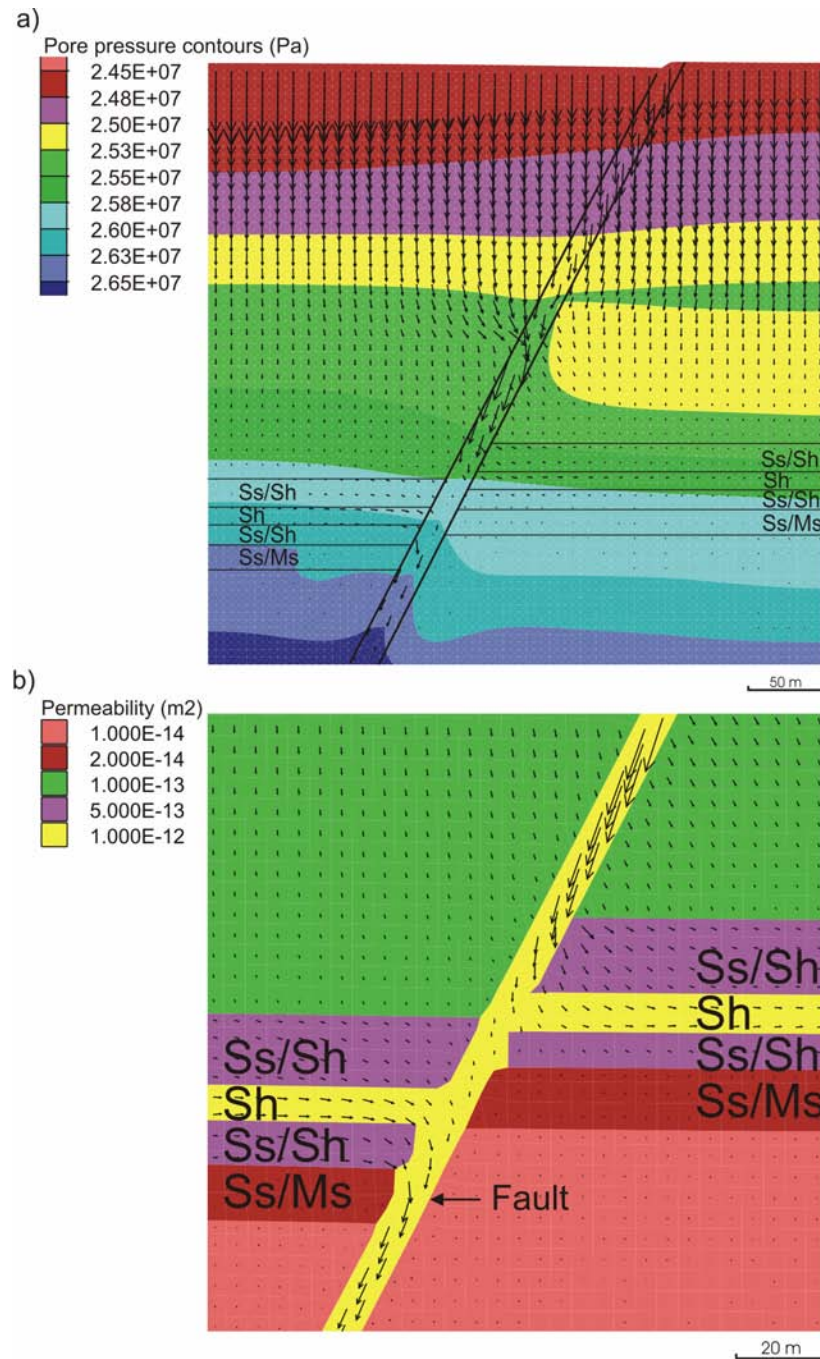 a)
Pore pressure contours (Pa)
2.45E+07
2.48E+07
2.50E+07
2.53E+07
2.55E+07
2.58E+07
2.60E+07
2.63E+07
2.65E+07
Ss/Sh
Sh
Ss/Sh
Ss/Ms
Ss/Sh
Sh
Ss/Sh
Ss/Ms
50 m
b)
Permeability (m2)
1.000E-14
2.000E-14
1.000E-13
5.000E-13
1.000E-12
Ss/Sh
Sh
Ss/Sh
Ss/Ms
Ss/Sh
Sh
Ss/Sh
Ss/Ms
Fault
20 m